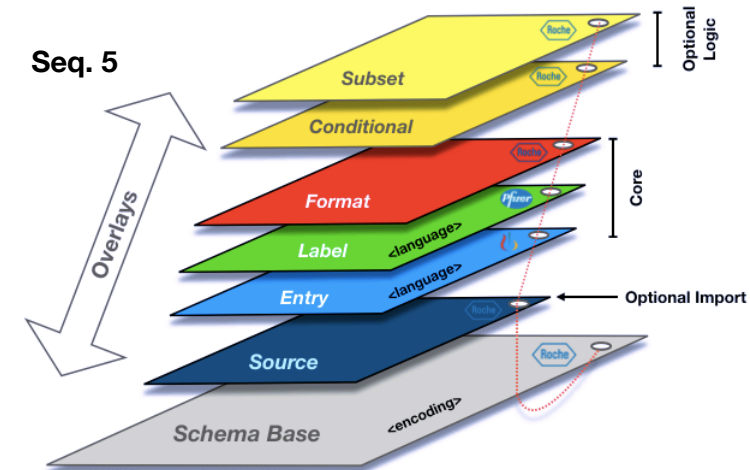 Seq. 5
Overlays
Roche
Subset
Optional
Logic
Roche
Conditional
Roche
Format
Core
Pfizer
Label
<language>
Entry
<language>
Roche
Optional Import
Source
Roche
<encoding>
Schema Base